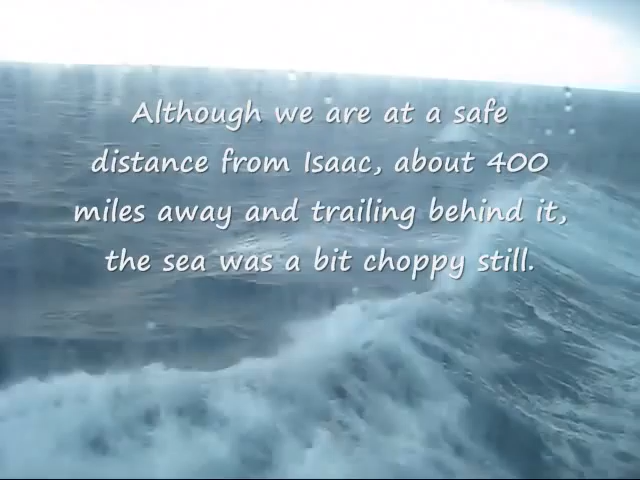 Although we are at a safe
distance from Isaac, about 400
miles away and trailing behind it,
the sea was a bit choppy still.